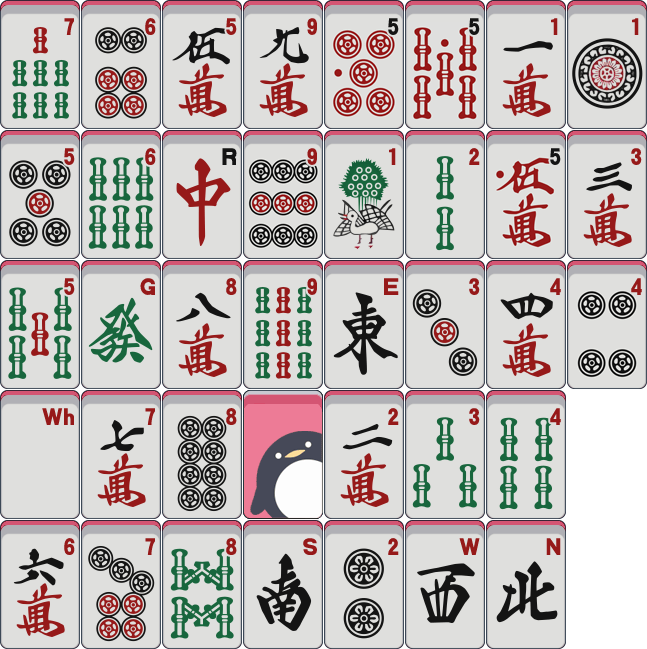 7 6 5 伍萬 9 九萬 5 5 1 一萬 1
5 6 R 中 9 1 2 5 伍萬 3 三萬
5 G 發 8 八萬 9 E 東 3 4 四萬 4
Wh 7 七萬 8 2 二萬 3 4
6 六萬 7 8 S 南 2 W 西 N 北